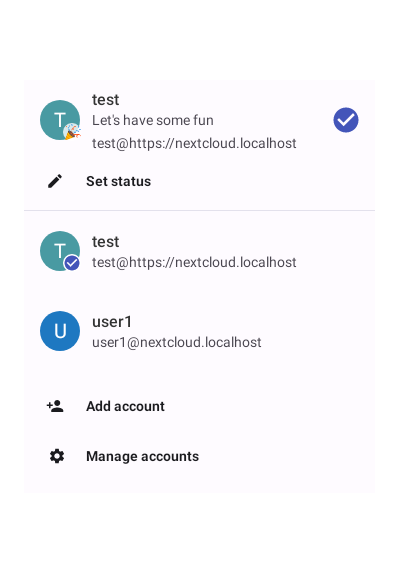 T
test
Let's have some fun
test@https://nextcloud.localhost
Set status
T
test
test@https://nextcloud.localhost
U
user1
user1@nextcloud.localhost
Add account
Manage accounts